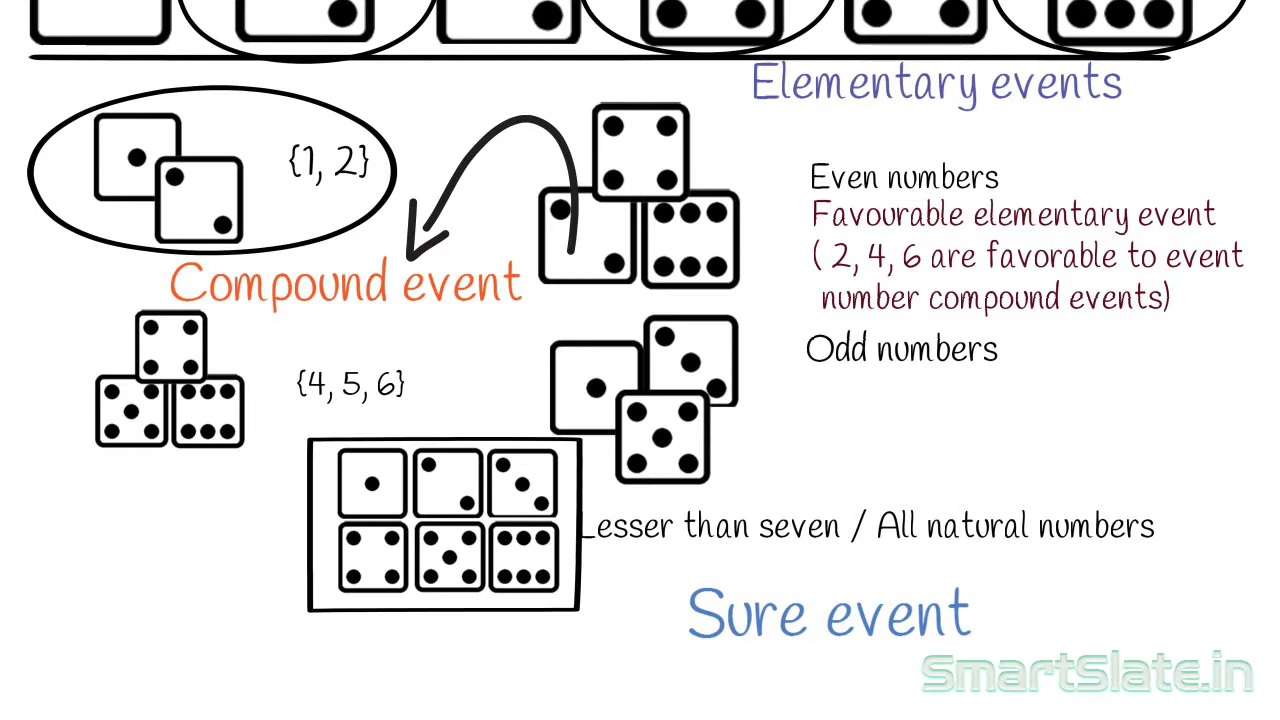 Elementary events
{1, 2}
Even numbers
Favourable elementary event
( 2, 4, 6 are favorable to event
number compound events)
Compound event
Odd numbers
{4, 5, 6}
Lesser than seven / All natural numbers
Sure event
SmartSlate.in